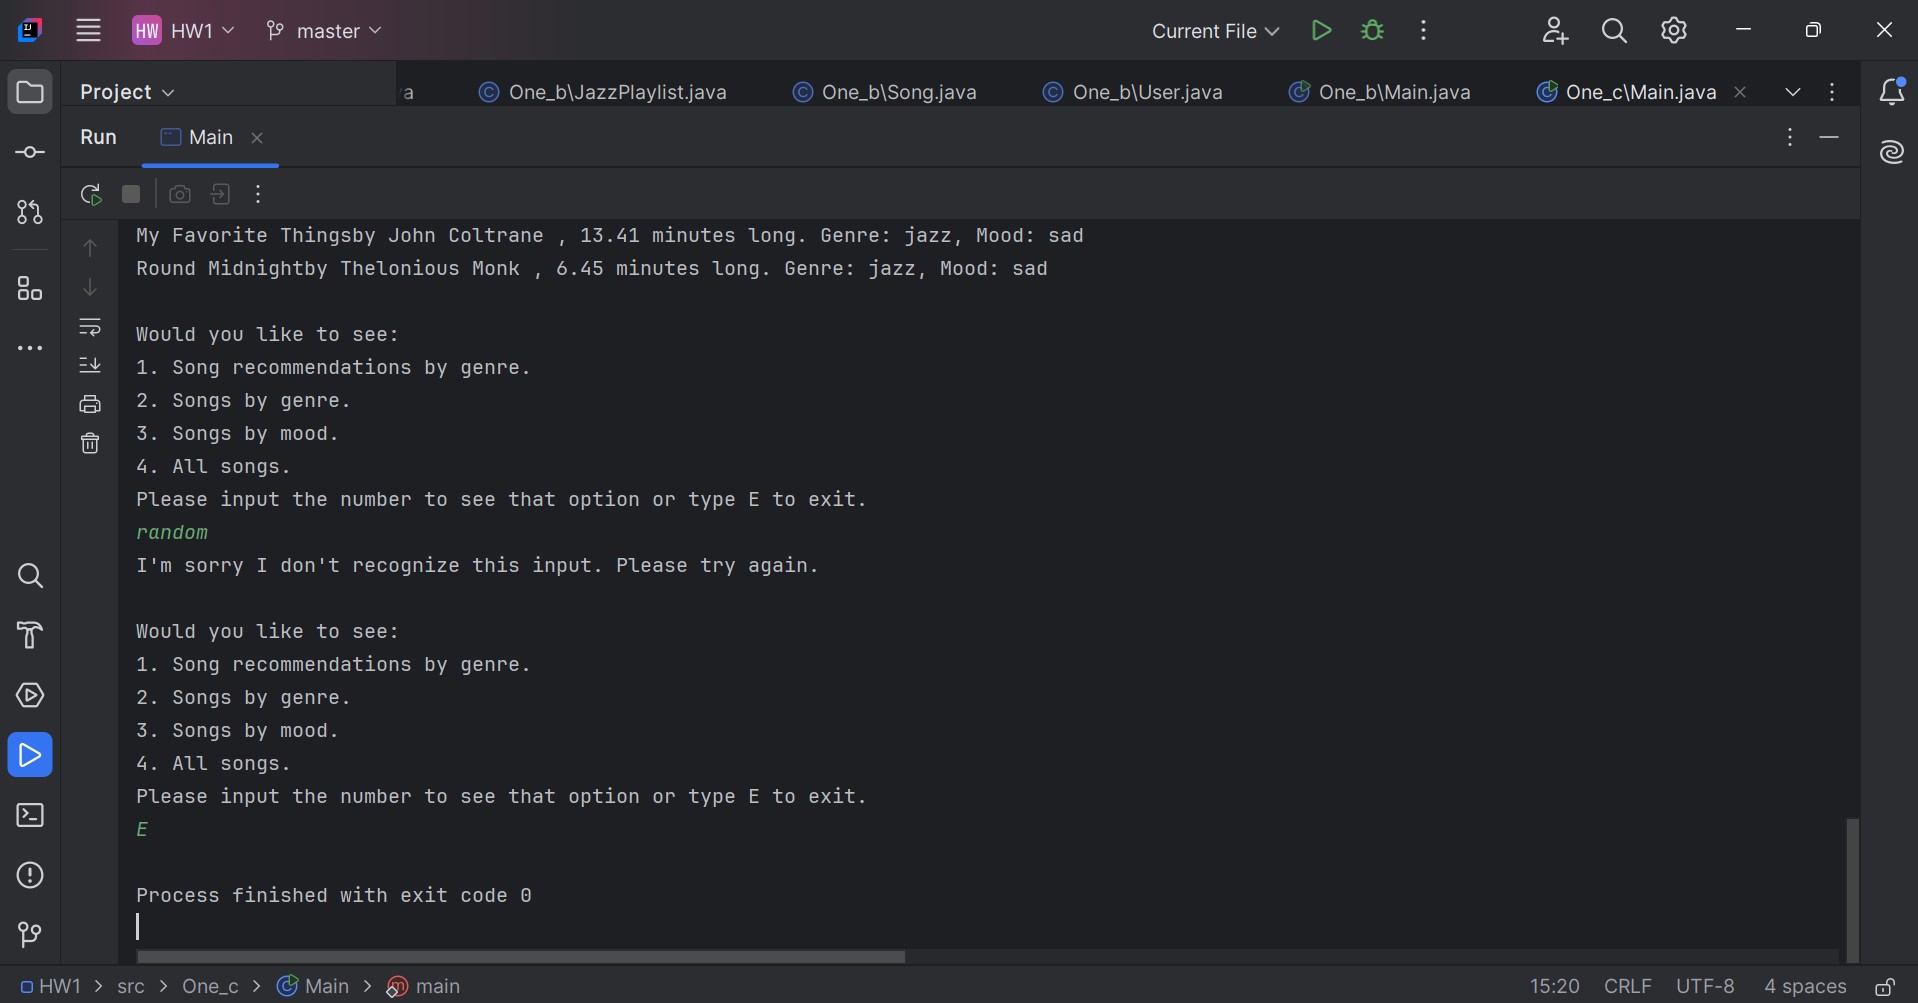 HW HW1 master Current File
Project
a One_b\JazzPlaylist.java One_b\Song.java One_b\User.java One_b\Main.java One_c\Main.java
Run Main
My Favorite Thingsby John Coltrane , 13.41 minutes long. Genre: jazz, Mood: sad
Round Midnightby Thelonious Monk , 6.45 minutes long. Genre: jazz, Mood: sad
Would you like to see:
1. Song recommendations by genre.
2. Songs by genre.
3. Songs by mood.
4. All songs.
Please input the number to see that option or type E to exit.
random
I'm sorry I don't recognize this input. Please try again.
Would you like to see:
1. Song recommendations by genre.
2. Songs by genre.
3. Songs by mood.
4. All songs.
Please input the number to see that option or type E to exit.
E
Process finished with exit code 0
HW1 > src > One_c > Main > main 15:20 CRLF UTF-8 4 spaces